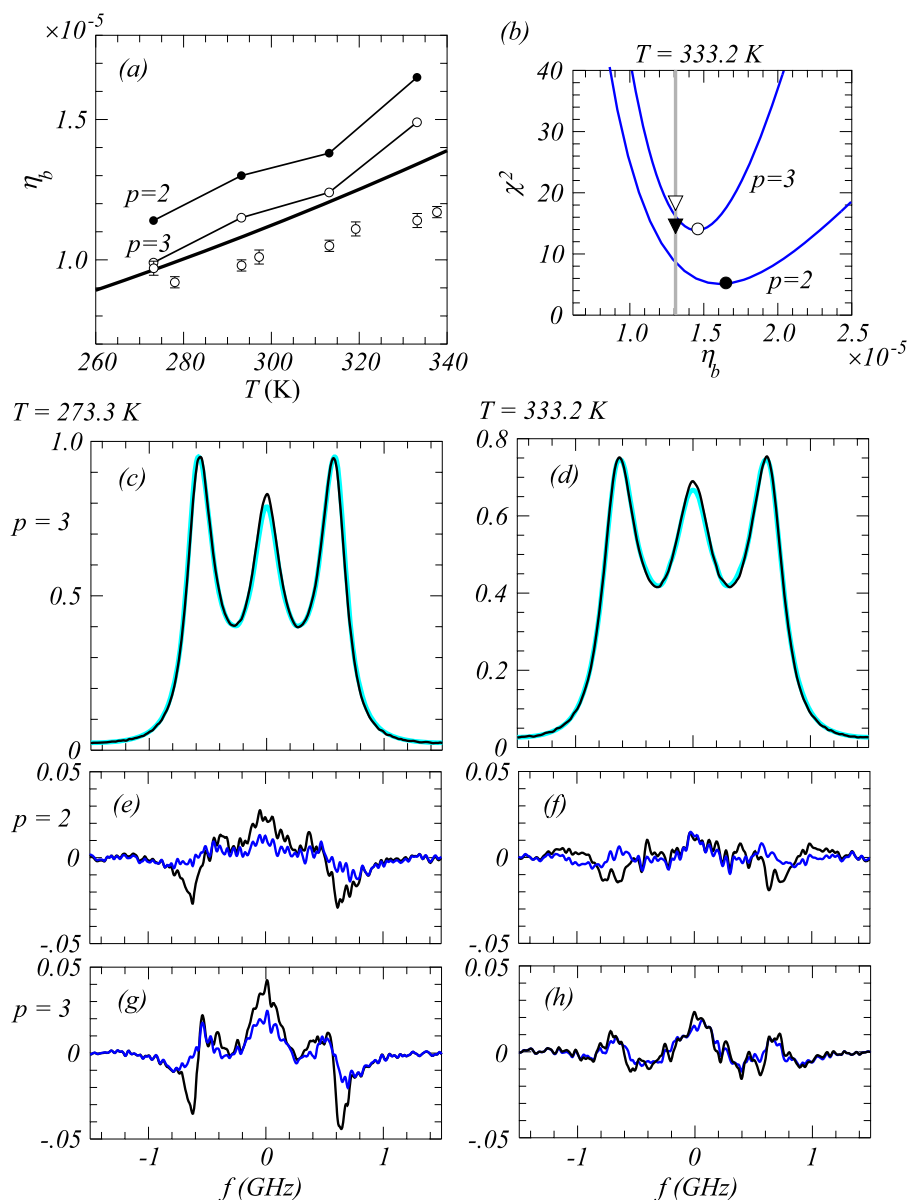 ×10⁻⁵
(a)
1.5
η_b
p=2
p=3
1.0
260 280 300 320 340
T (K)
(b)
T = 333.2 K
40
30
χ²
20
10
0
p=3
p=2
1.0 1.5 2.0 2.5
η_b
×10⁻⁵
T = 273.3 K
1.0
(c)
p = 3
0.5
0
T = 333.2 K
0.8
(d)
0.6
0.4
0.2
0
0.05
(e)
p = 2
0
-.05
0.05
(f)
0
-.05
0.05
(g)
p = 3
0
-.05
-1 0 1
f (GHz)
0.05
(h)
0
-.05
-1 0 1
f (GHz)